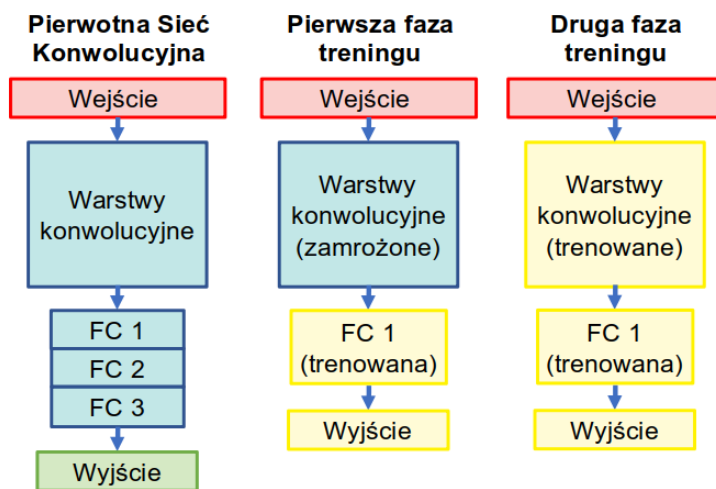 Pierwotna Sieć
Konwolucyjna
Wejście
Warstwy
konwolucyjne
FC 1
FC 2
FC 3
Wyjście
Pierwsza faza
treningu
Wejście
Warstwy
konwolucyjne
(zamrożone)
FC 1
(trenowana)
Wyjście
Druga faza
treningu
Wejście
Warstwy
konwolucyjne
(trenowane)
FC 1
(trenowana)
Wyjście